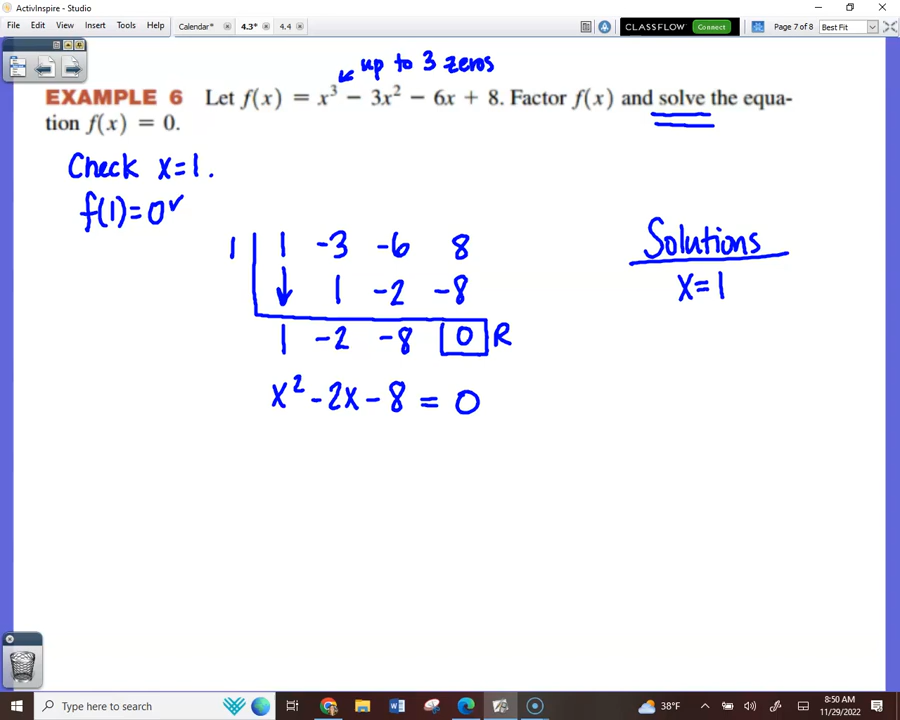 ActivInspire - Studio
File Edit View Insert Tools Help
Calendar* 4.3* 4.4
CLASSFLOW Connect
Page 7 of 8 Best Fit
up to 3 zeros
EXAMPLE 6 Let f(x) = x³ − 3x² − 6x + 8. Factor f(x) and solve the equa-
tion f(x) = 0.
Check x=1.
f(1)=0✓
1 1 -3 -6 8
1 -2 -8
1 -2 -8 0 R
x² - 2x - 8 = 0
Solutions
x=1
Type here to search
38°F
8:50 AM
11/29/2022